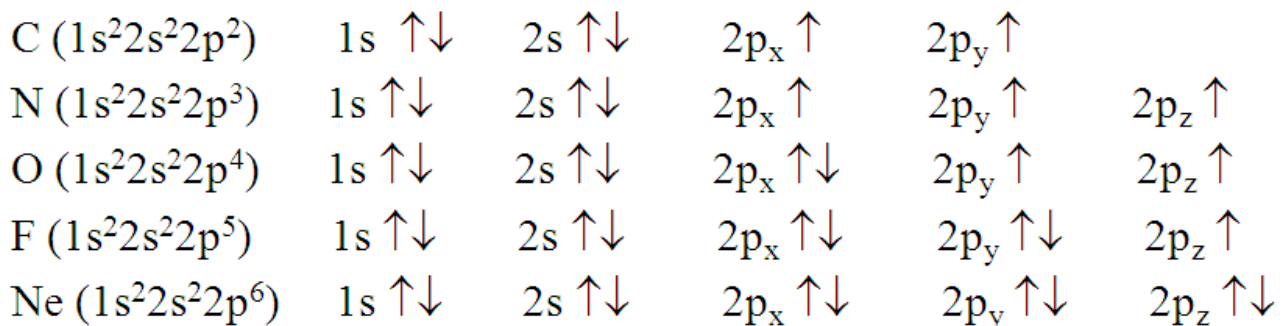 C (1s²2s²2p²) 1s ↑↓ 2s ↑↓ 2pₓ ↑ 2pᵧ ↑
N (1s²2s²2p³) 1s ↑↓ 2s ↑↓ 2pₓ ↑ 2pᵧ ↑ 2p_z ↑
O (1s²2s²2p⁴) 1s ↑↓ 2s ↑↓ 2pₓ ↑↓ 2pᵧ ↑ 2p_z ↑
F (1s²2s²2p⁵) 1s ↑↓ 2s ↑↓ 2pₓ ↑↓ 2pᵧ ↑↓ 2p_z ↑
Ne (1s²2s²2p⁶) 1s ↑↓ 2s ↑↓ 2pₓ ↑↓ 2pᵧ ↑↓ 2p_z ↑↓